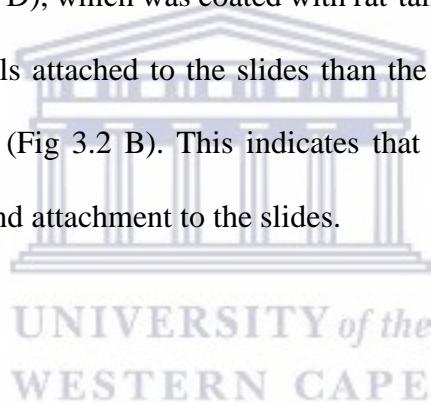 D), which was coated with rat-tail
ls attached to the slides than the
(Fig 3.2 B). This indicates that
nd attachment to the slides.
UNIVERSITY of the
WESTERN CAPE